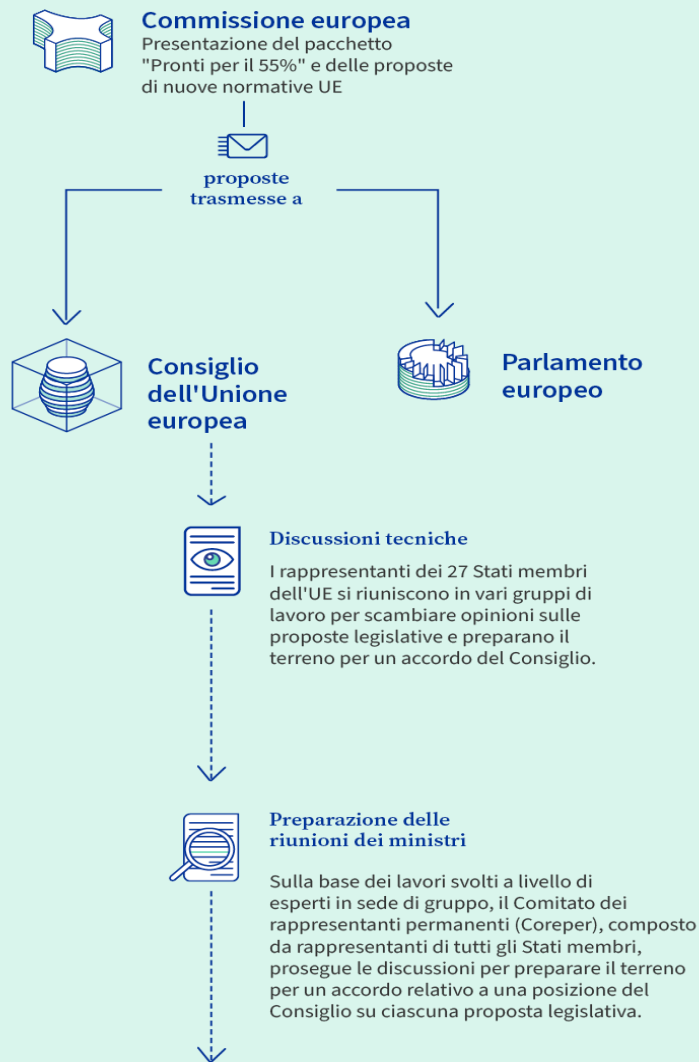 Commissione europea
Presentazione del pacchetto
"Pronti per il 55%" e delle proposte
di nuove normative UE
proposte
trasmesse a
Consiglio
dell'Unione
europea
Parlamento
europeo
Discussioni tecniche
I rappresentanti dei 27 Stati membri
dell'UE si riuniscono in vari gruppi di
lavoro per scambiare opinioni sulle
proposte legislative e preparano il
terreno per un accordo del Consiglio.
Preparazione delle
riunioni dei ministri
Sulla base dei lavori svolti a livello di
esperti in sede di gruppo, il Comitato dei
rappresentanti permanenti (Coreper), composto
da rappresentanti di tutti gli Stati membri,
prosegue le discussioni per preparare il terreno
per un accordo relativo a una posizione del
Consiglio su ciascuna proposta legislativa.